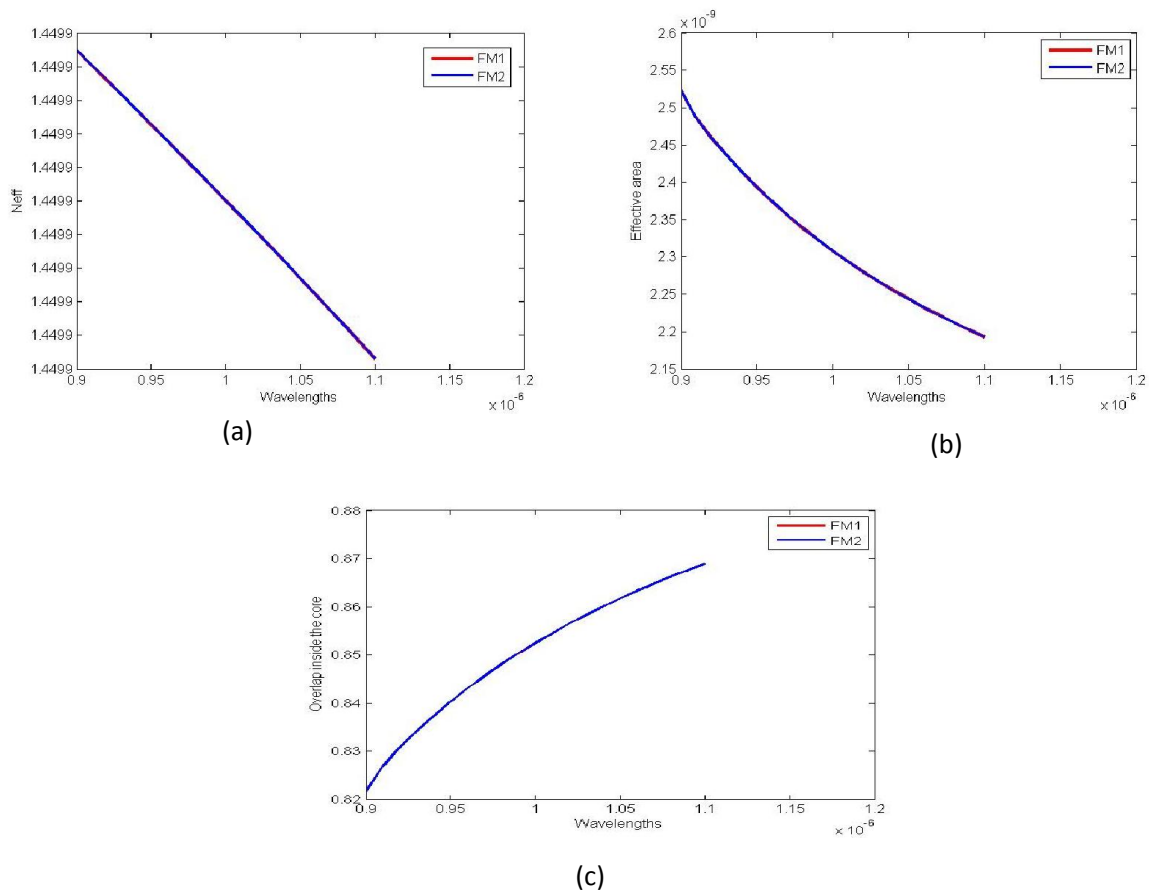 1.4499
1.4499
1.4499
1.4499
1.4499
1.4499
1.4499
1.4499
1.4499
1.4499
1.4499
Neff
0.9 0.95 1 1.05 1.1 1.15 1.2
Wavelengths
x 10^-6
FM1
FM2
(a)
x 10^-9
2.6
2.55
2.5
2.45
2.4
2.35
2.3
2.25
2.2
2.15
Effective area
0.9 0.95 1 1.05 1.1 1.15 1.2
Wavelengths
x 10^-6
FM1
FM2
(b)
0.88
0.87
0.86
0.85
0.84
0.83
0.82
Overlap inside the core
0.9 0.95 1 1.05 1.1 1.15 1.2
Wavelengths
x 10^-6
FM1
FM2
(c)